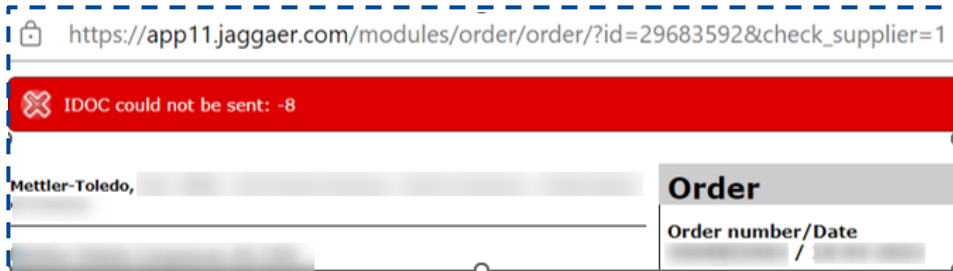 https://app11.jaggaer.com/modules/order/order/?id=29683592&check_supplier=1
IDOC could not be sent: -8
Mettler-Toledo,
Order
Order number/Date
/